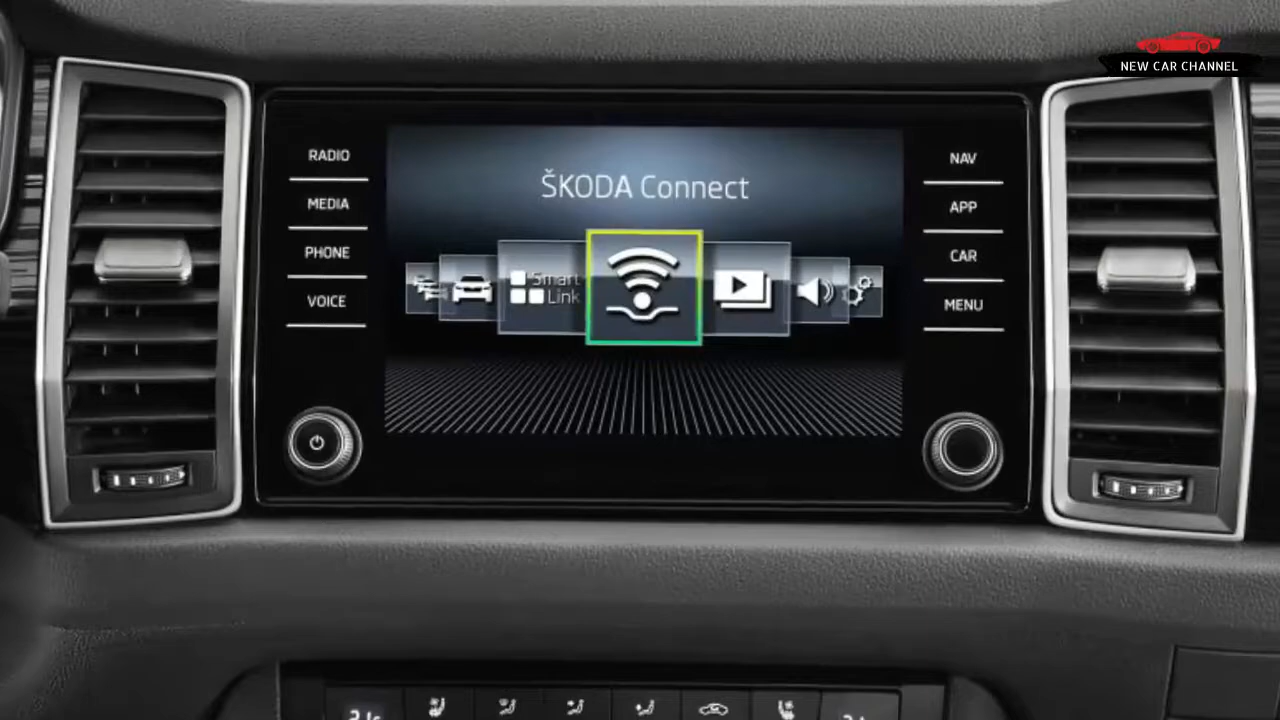 NEW CAR CHANNEL
RADIO
MEDIA
PHONE
VOICE
ŠKODA Connect
Smart
Link
NAV
APP
CAR
MENU